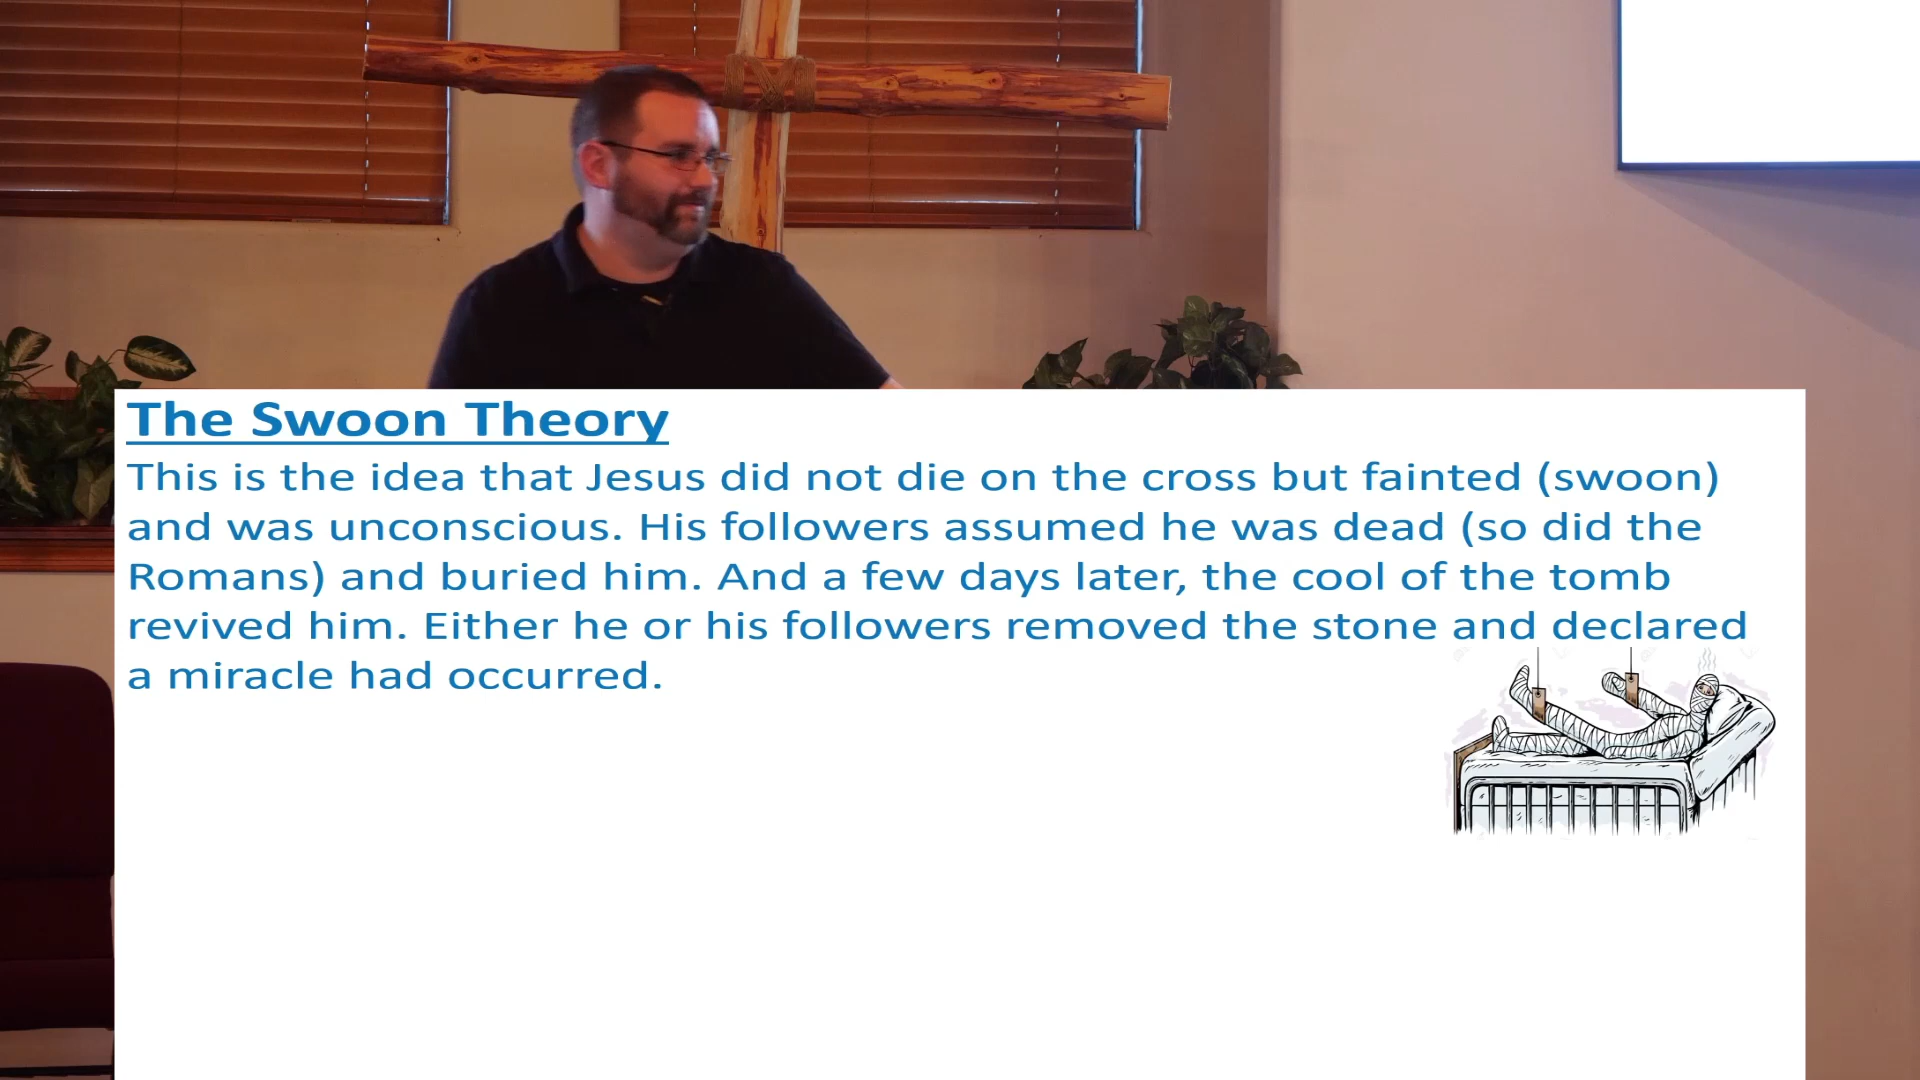 The Swoon Theory
This is the idea that Jesus did not die on the cross but fainted (swoon)
and was unconscious. His followers assumed he was dead (so did the
Romans) and buried him. And a few days later, the cool of the tomb
revived him. Either he or his followers removed the stone and declared
a miracle had occurred.